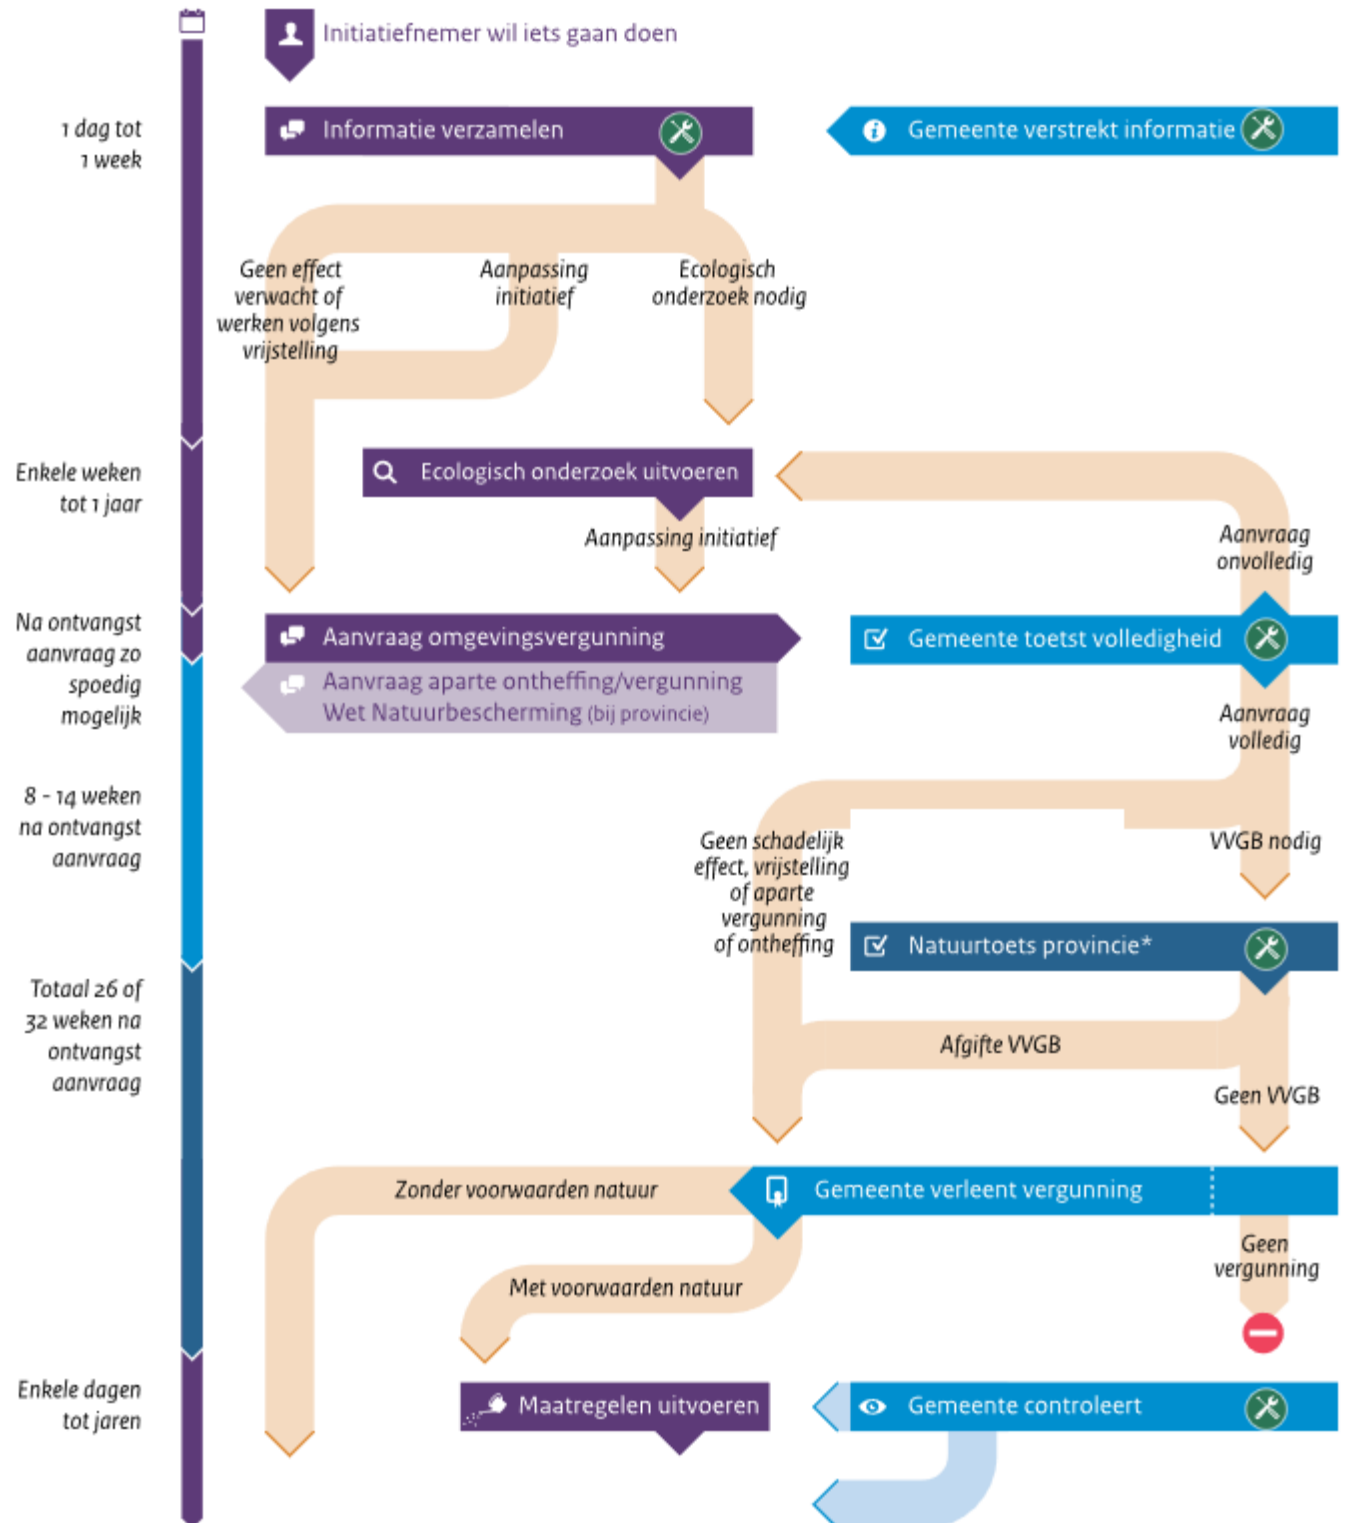 Initiatiefnemer wil iets gaan doen
1 dag tot
1 week
Informatie verzamelen
Gemeente verstrekt informatie
Geen effect
verwacht of
werken volgens
vrijstelling
Aanpassing
initiatief
Ecologisch
onderzoek nodig
Enkele weken
tot 1 jaar
Ecologisch onderzoek uitvoeren
Aanpassing initiatief
Aanvraag
onvolledig
Na ontvangst
aanvraag zo
spoedig
mogelijk
Aanvraag omgevingsvergunning
Aanvraag aparte ontheffing/vergunning
Wet Natuurbescherming (bij provincie)
Gemeente toetst volledigheid
Aanvraag
volledig
8 - 14 weken
na ontvangst
aanvraag
Geen schadelijk
effect, vrijstelling
of aparte
vergunning
of ontheffing
VVGB nodig
Natuurtoets provincie*
Totaal 26 of
32 weken na
ontvangst
aanvraag
Afgifte VVGB
Geen VVGB
Zonder voorwaarden natuur
Gemeente verleent vergunning
Geen
vergunning
Met voorwaarden natuur
Enkele dagen
tot jaren
Maatregelen uitvoeren
Gemeente controleert